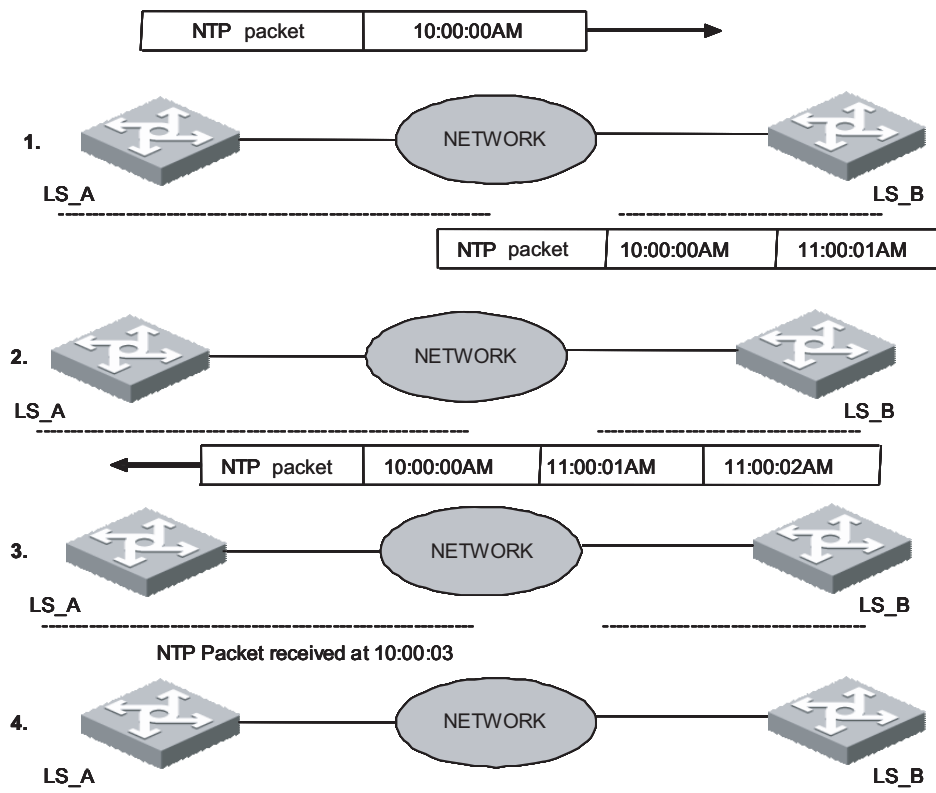 NTP packet 10:00:00AM
1.
NETWORK
LS_A
LS_B
NTP packet 10:00:00AM 11:00:01AM
2.
NETWORK
LS_A
LS_B
NTP packet 10:00:00AM 11:00:01AM 11:00:02AM
3.
NETWORK
LS_A
LS_B
NTP Packet received at 10:00:03
4.
NETWORK
LS_A
LS_B